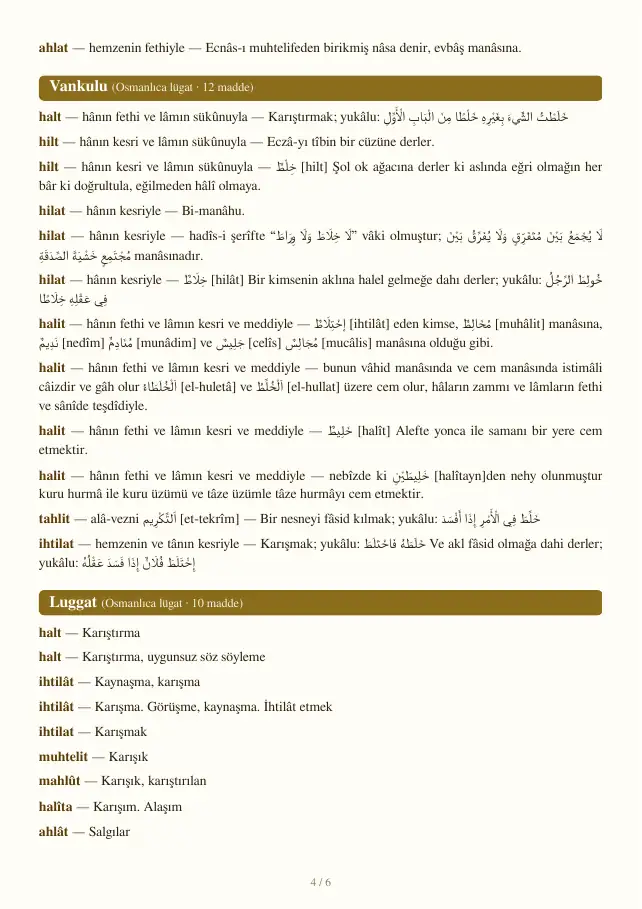 ahlat — hemzenin fethiyle — Ecnâs-ı muhtelifeden birikmiş nâsa denir, evbâş manâsına.
Vankulu (Osmanlıca lügat · 12 madde)
halt — hânın fethi ve lâmın sükûnuyla — Karıştırmak; yukâlu: خَلَطْتُ الشَّيءَ بِغَيْرِهِ خَلْطًا مِنَ الْبَابِ الْأَوَّلِ
hilt — hânın kesri ve lâmın sükûnuyla — Eczâ-yı tîbin bir cüzüne derler.
hilt — hânın kesri ve lâmın sükûnuyla — خِلْطٌ [hilt] Şol ok ağacına derler ki aslında eğri olmağın her
bâr ki doğrultula, eğilmeden hâlî olmaya.
hilat — hânın kesriyle — Bi-manâhu.
hilat — hânın kesriyle — hadîs-i şerîfte “لَا خِلَاطَ وَلَا وِرَاطَ” vâki olmuştur; لَا يُجْمَعُ بَيْنَ مُتَفَرِّقٍ وَلَا يُفَرَّقُ بَيْنَ
مُجْتَمِعٍ خَشْيَةَ الصَّدَقَةِ manâsınadır.
hilat — hânın kesriyle — خِلَاطٌ [hilât] Bir kimsenin aklına halel gelmeğe dahı derler; yukâlu: خُولِطَ الرَّجُلُ
فِي عَقْلِهِ خِلَاطًا
halit — hânın fethi ve lâmın kesri ve meddiyle — إِخْتِلَاطٌ [ihtilât] eden kimse, مُخَالِطٌ [muhâlit] manâsına,
نَدِيمٌ [nedîm] مُنَادِمٌ [munâdim] ve جَلِيسٌ [celîs] مُجَالِسٌ [mucâlis] manâsına olduğu gibi.
halit — hânın fethi ve lâmın kesri ve meddiyle — bunun vâhid manâsında ve cem manâsında istimâli
câizdir ve gâh olur اَلْخُلَطَاءُ [el-huletâ] ve اَلْخُلَّطُ [el-hullat] üzere cem olur, hâların zammı ve lâmların fethi
ve sânîde teşdîdiyle.
halit — hânın fethi ve lâmın kesri ve meddiyle — خَلِيطٌ [halît] Alefte yonca ile samanı bir yere cem
etmektir.
halit — hânın fethi ve lâmın kesri ve meddiyle — nebîzde ki خَلِيطَيْنِ [halîtayn]den nehy olunmuştur
kuru hurmâ ile kuru üzümü ve tâze üzümle tâze hurmâyı cem etmektir.
tahlit — alâ-vezni اَلتَّكْرِيم [et-tekrîm] — Bir nesneyi fâsid kılmak; yukâlu: خَلَّطَ فِي الْأَمْرِ إِذَا أَفْسَدَ
ihtilat — hemzenin ve tânın kesriyle — Karışmak; yukâlu: خَلَطَهُ فَاخْتَلَطَ Ve akl fâsid olmağa dahi derler;
yukâlu: إِخْتَلَطَ فُلَانٌ إِذَا فَسَدَ عَقْلُهُ
Luggat (Osmanlıca lügat · 10 madde)
halt — Karıştırma
halt — Karıştırma, uygunsuz söz söyleme
ihtilât — Kaynaşma, karışma
ihtilât — Karışma. Görüşme, kaynaşma. İhtilât etmek
ihtilat — Karışmak
muhtelit — Karışık
mahlût — Karışık, karıştırılan
halîta — Karışım. Alaşım
ahlât — Salgılar
4 / 6